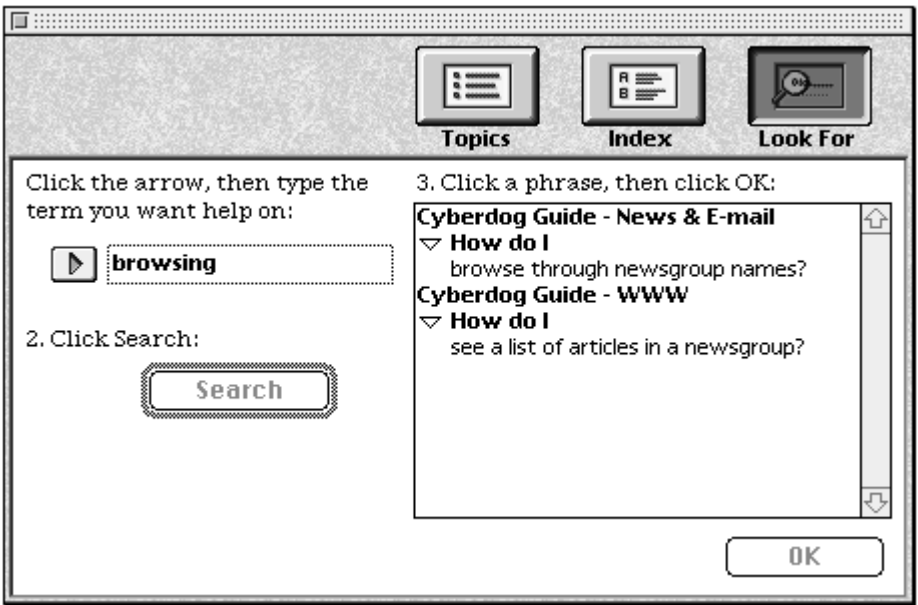 Topics
Index
Look For
Click the arrow, then type the
term you want help on:
browsing
2. Click Search:
Search
3. Click a phrase, then click OK:
Cyberdog Guide - News & E-mail
How do I
browse through newsgroup names?
Cyberdog Guide - WWW
How do I
see a list of articles in a newsgroup?
OK